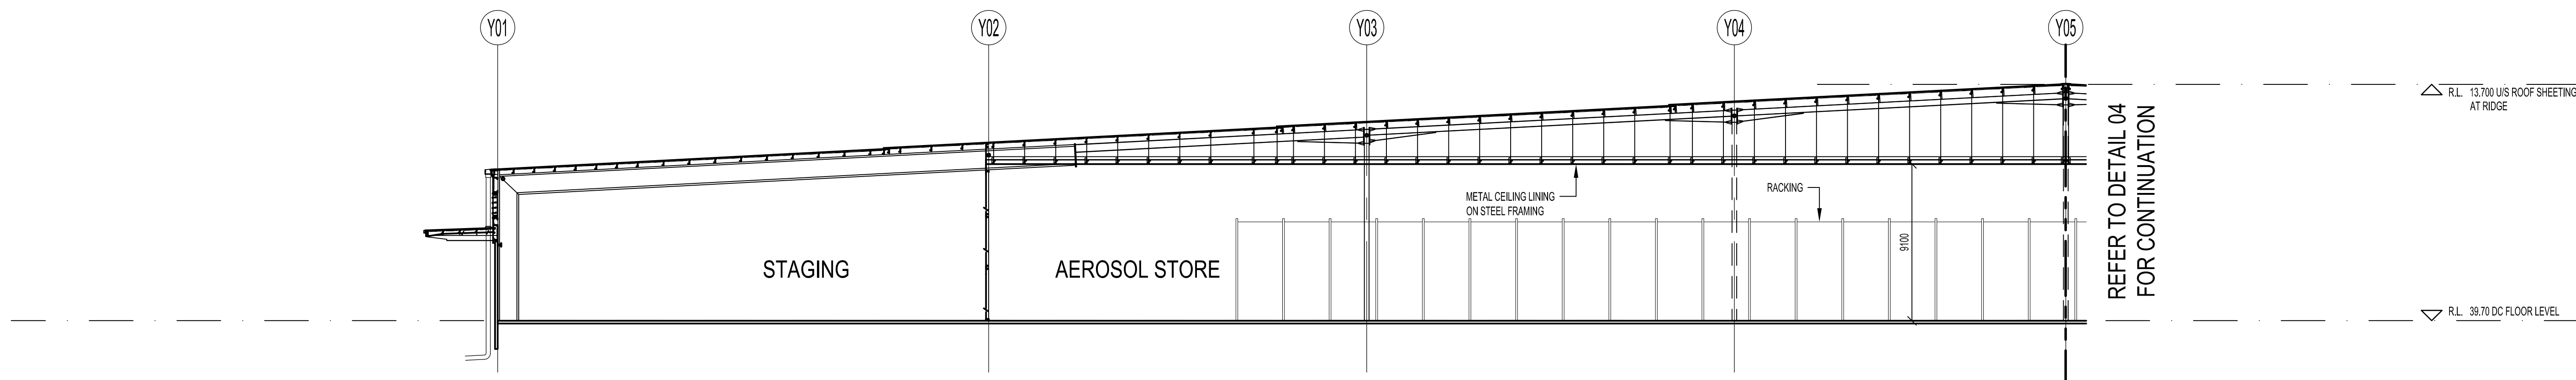 Y01
Y02
Y03
Y04
Y05
R.L. 13.700 U/S ROOF SHEETING
AT RIDGE
METAL CEILING LINING
ON STEEL FRAMING
RACKING
9100
STAGING
AEROSOL STORE
REFER TO DETAIL 04
FOR CONTINUATION
R.L. 39.70 DC FLOOR LEVEL